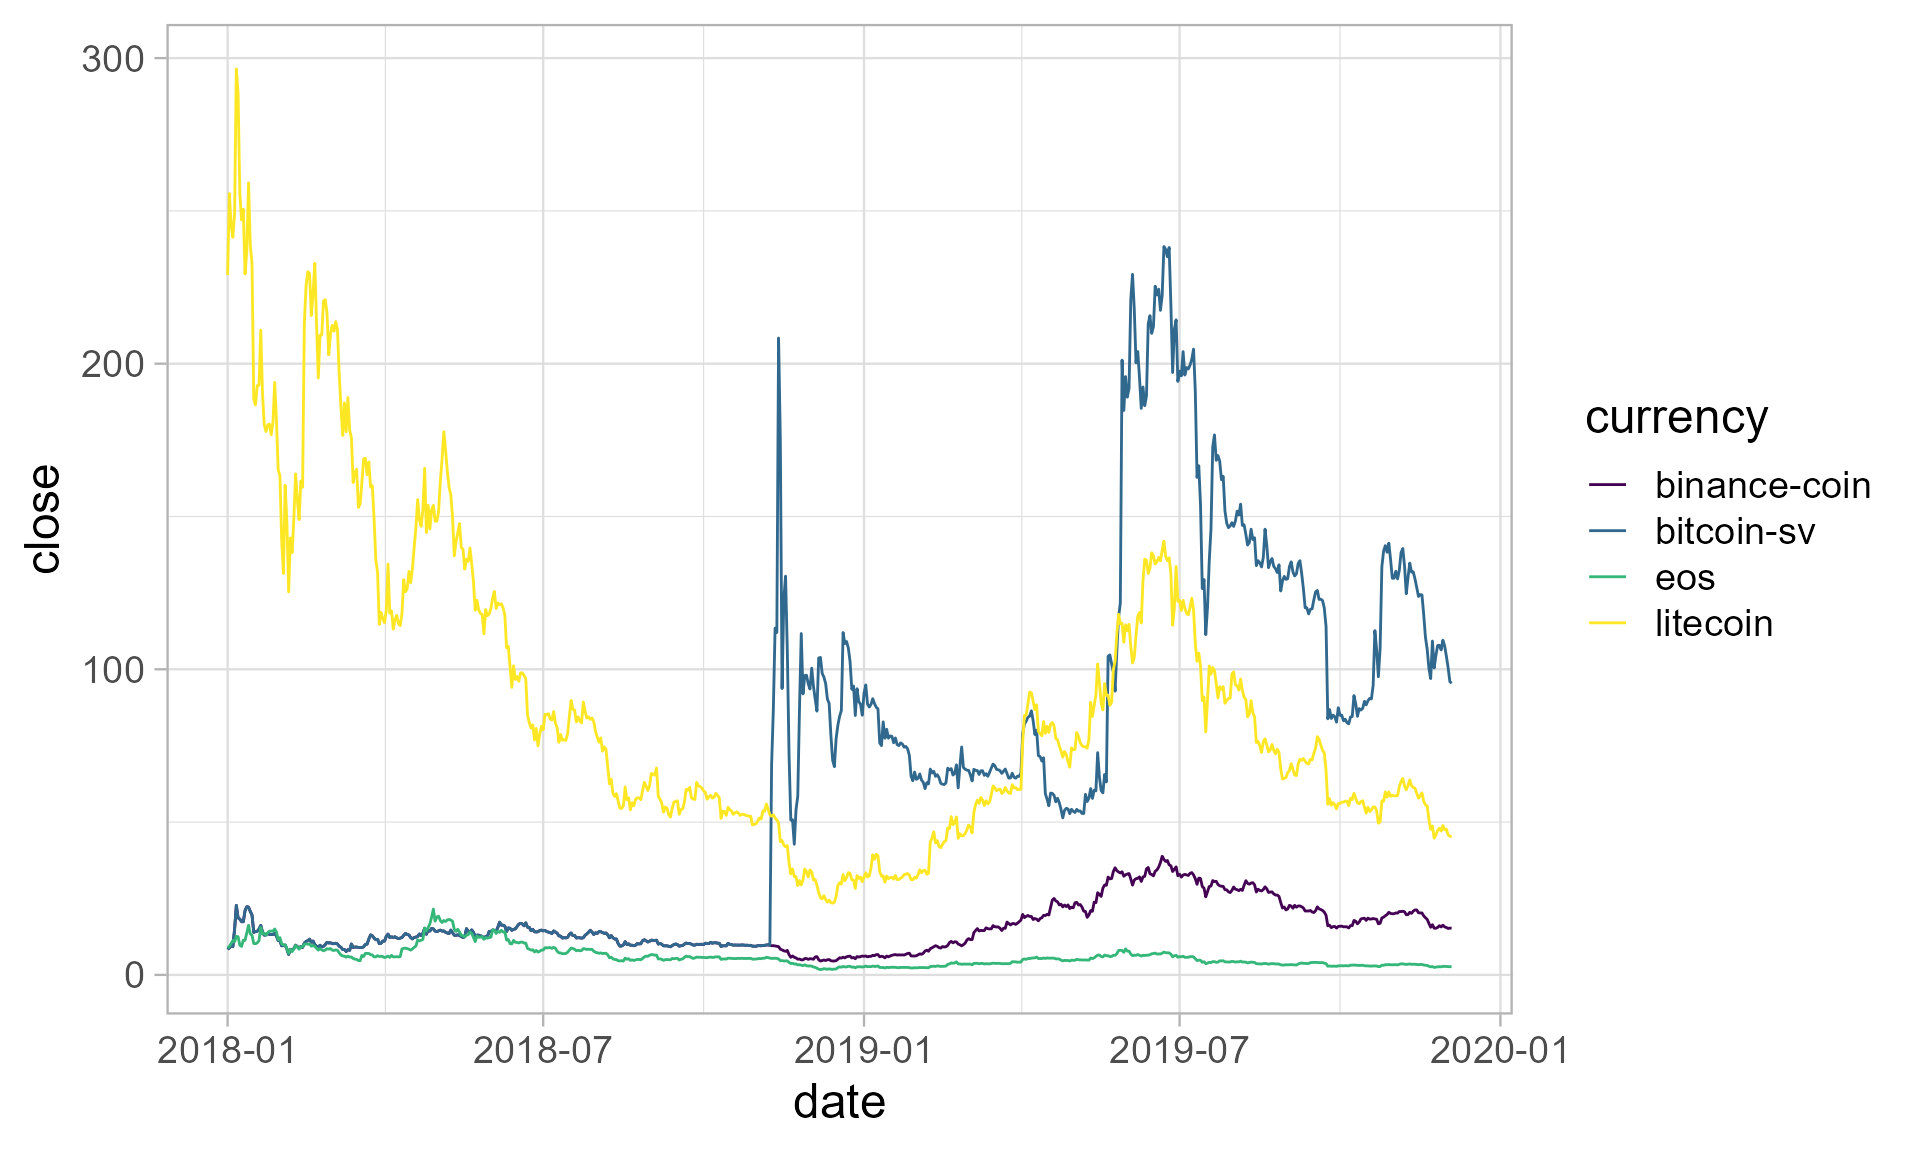 300
200
100
0
close
2018-01
2018-07
2019-01
2019-07
2020-01
date
currency
binance-coin
bitcoin-sv
eos
litecoin